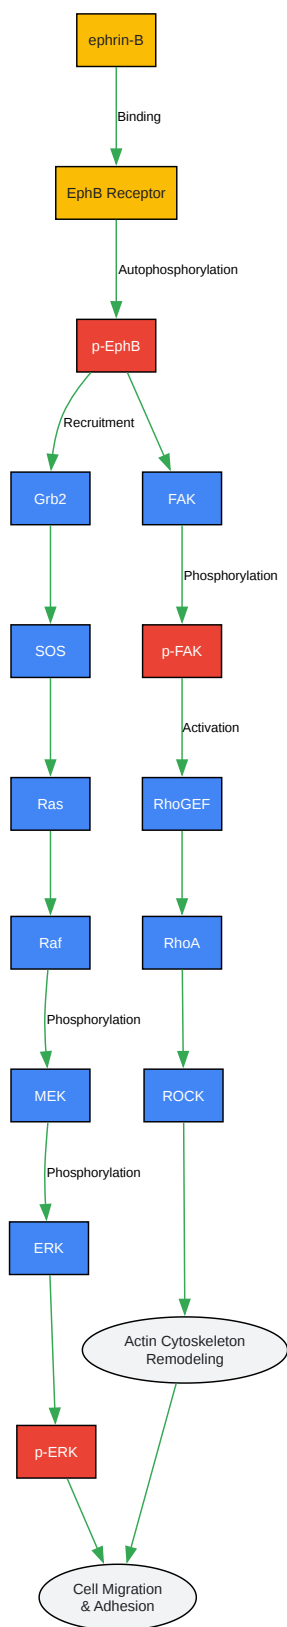 ephrin-B
Binding
EphB Receptor
Autophosphorylation
p-EphB
Recruitment
Grb2
FAK
Phosphorylation
SOS
p-FAK
Activation
Ras
RhoGEF
Raf
RhoA
Phosphorylation
MEK
ROCK
Phosphorylation
ERK
Actin Cytoskeleton
Remodeling
p-ERK
Cell Migration
& Adhesion